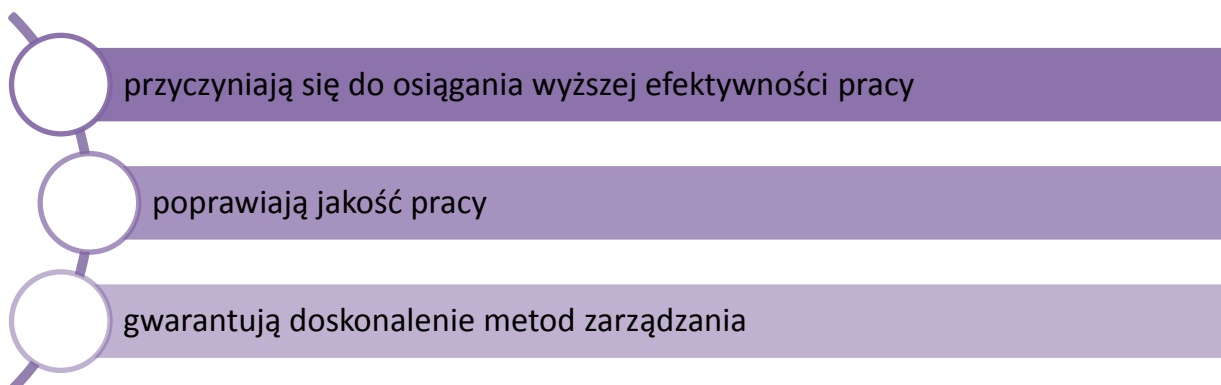 przyczyniają się do osiągania wyższej efektywności pracy
poprawiają jakość pracy
gwarantują doskonalenie metod zarządzania